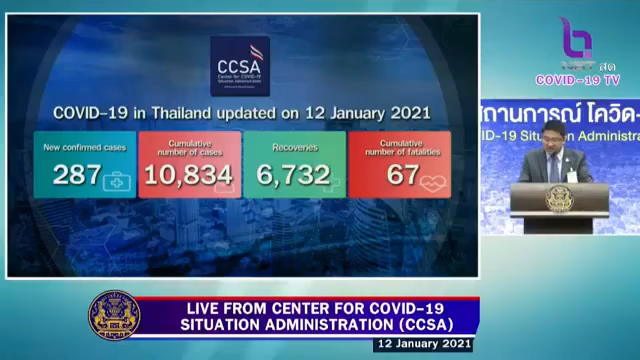 CCSA
Center for COVID-19
Situation Administration
COVID-19 in Thailand updated on 12 January 2021
New confirmed cases
287
Cumulative
number of cases
10,834
Recoveries
6,732
Cumulative
number of fatalities
67
NBT สด
COVID-19 TV
ถานการณ์ โควิด-
ID-19 Situation Administra
LIVE FROM CENTER FOR COVID-19
SITUATION ADMINISTRATION (CCSA)
12 January 2021